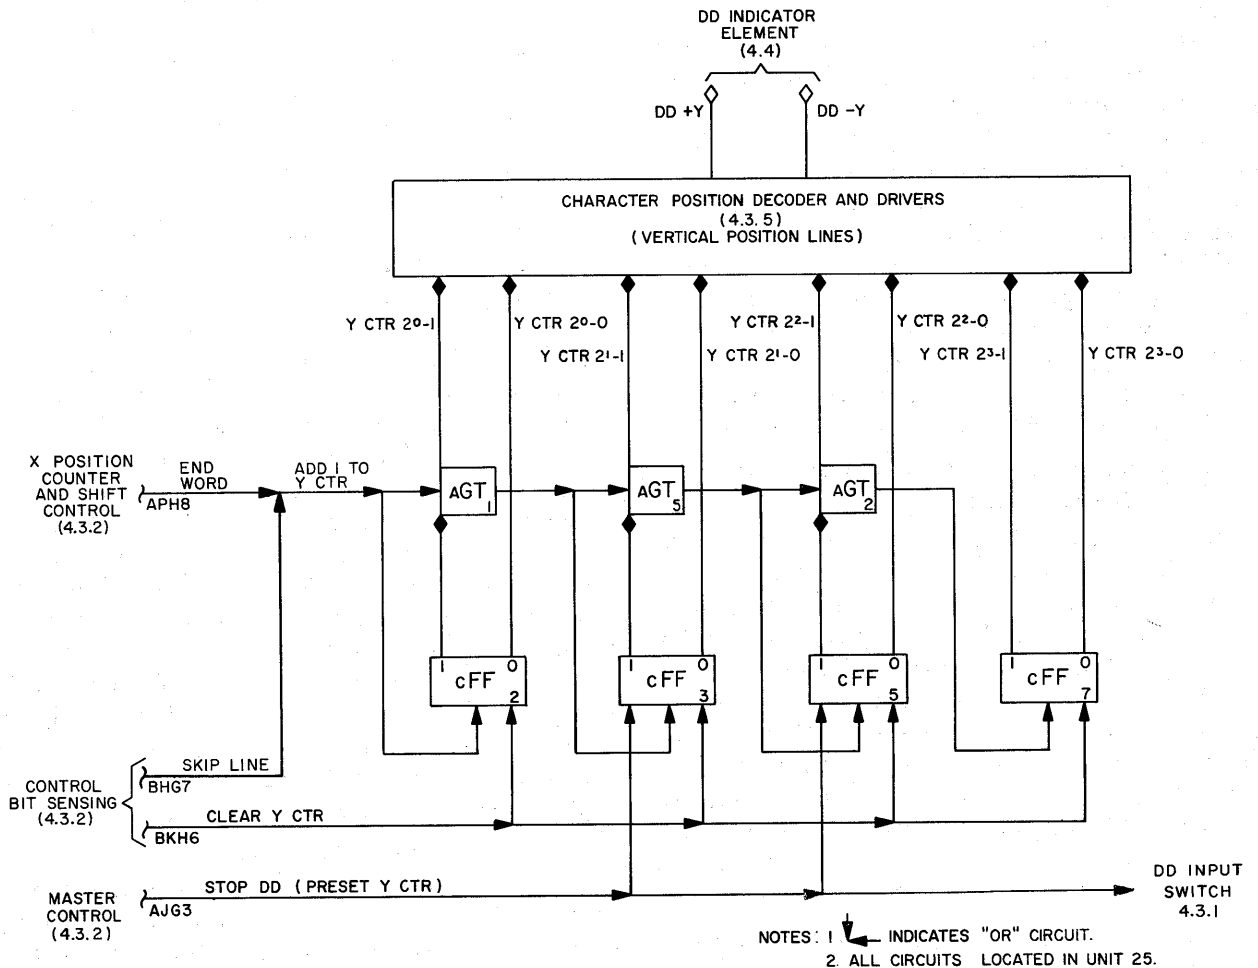 DD INDICATOR
ELEMENT
(4.4)
DD +Y
DD –Y
CHARACTER POSITION DECODER AND DRIVERS
(4.3.5)
(VERTICAL POSITION LINES)
Y CTR 2⁰-1
Y CTR 2⁰-0
Y CTR 2²-1
Y CTR 2²-0
Y CTR 2¹-1
Y CTR 2¹-0
Y CTR 2³-1
Y CTR 2³-0
X POSITION
COUNTER
AND SHIFT
CONTROL
(4.3.2)
END
WORD
APH8
ADD 1 TO
Y CTR
AGT
1
AGT
5
AGT
2
1 0
cFF
2
1 0
cFF
3
1 0
cFF
5
1 0
cFF
7
CONTROL
BIT SENSING
(4.3.2)
SKIP LINE
BHG7
CLEAR Y CTR
BKH6
MASTER
CONTROL
(4.3.2)
STOP DD (PRESET Y CTR)
AJG3
DD INPUT
SWITCH
4.3.1
NOTES: 1 INDICATES "OR" CIRCUIT.
2. ALL CIRCUITS LOCATED IN UNIT 25.